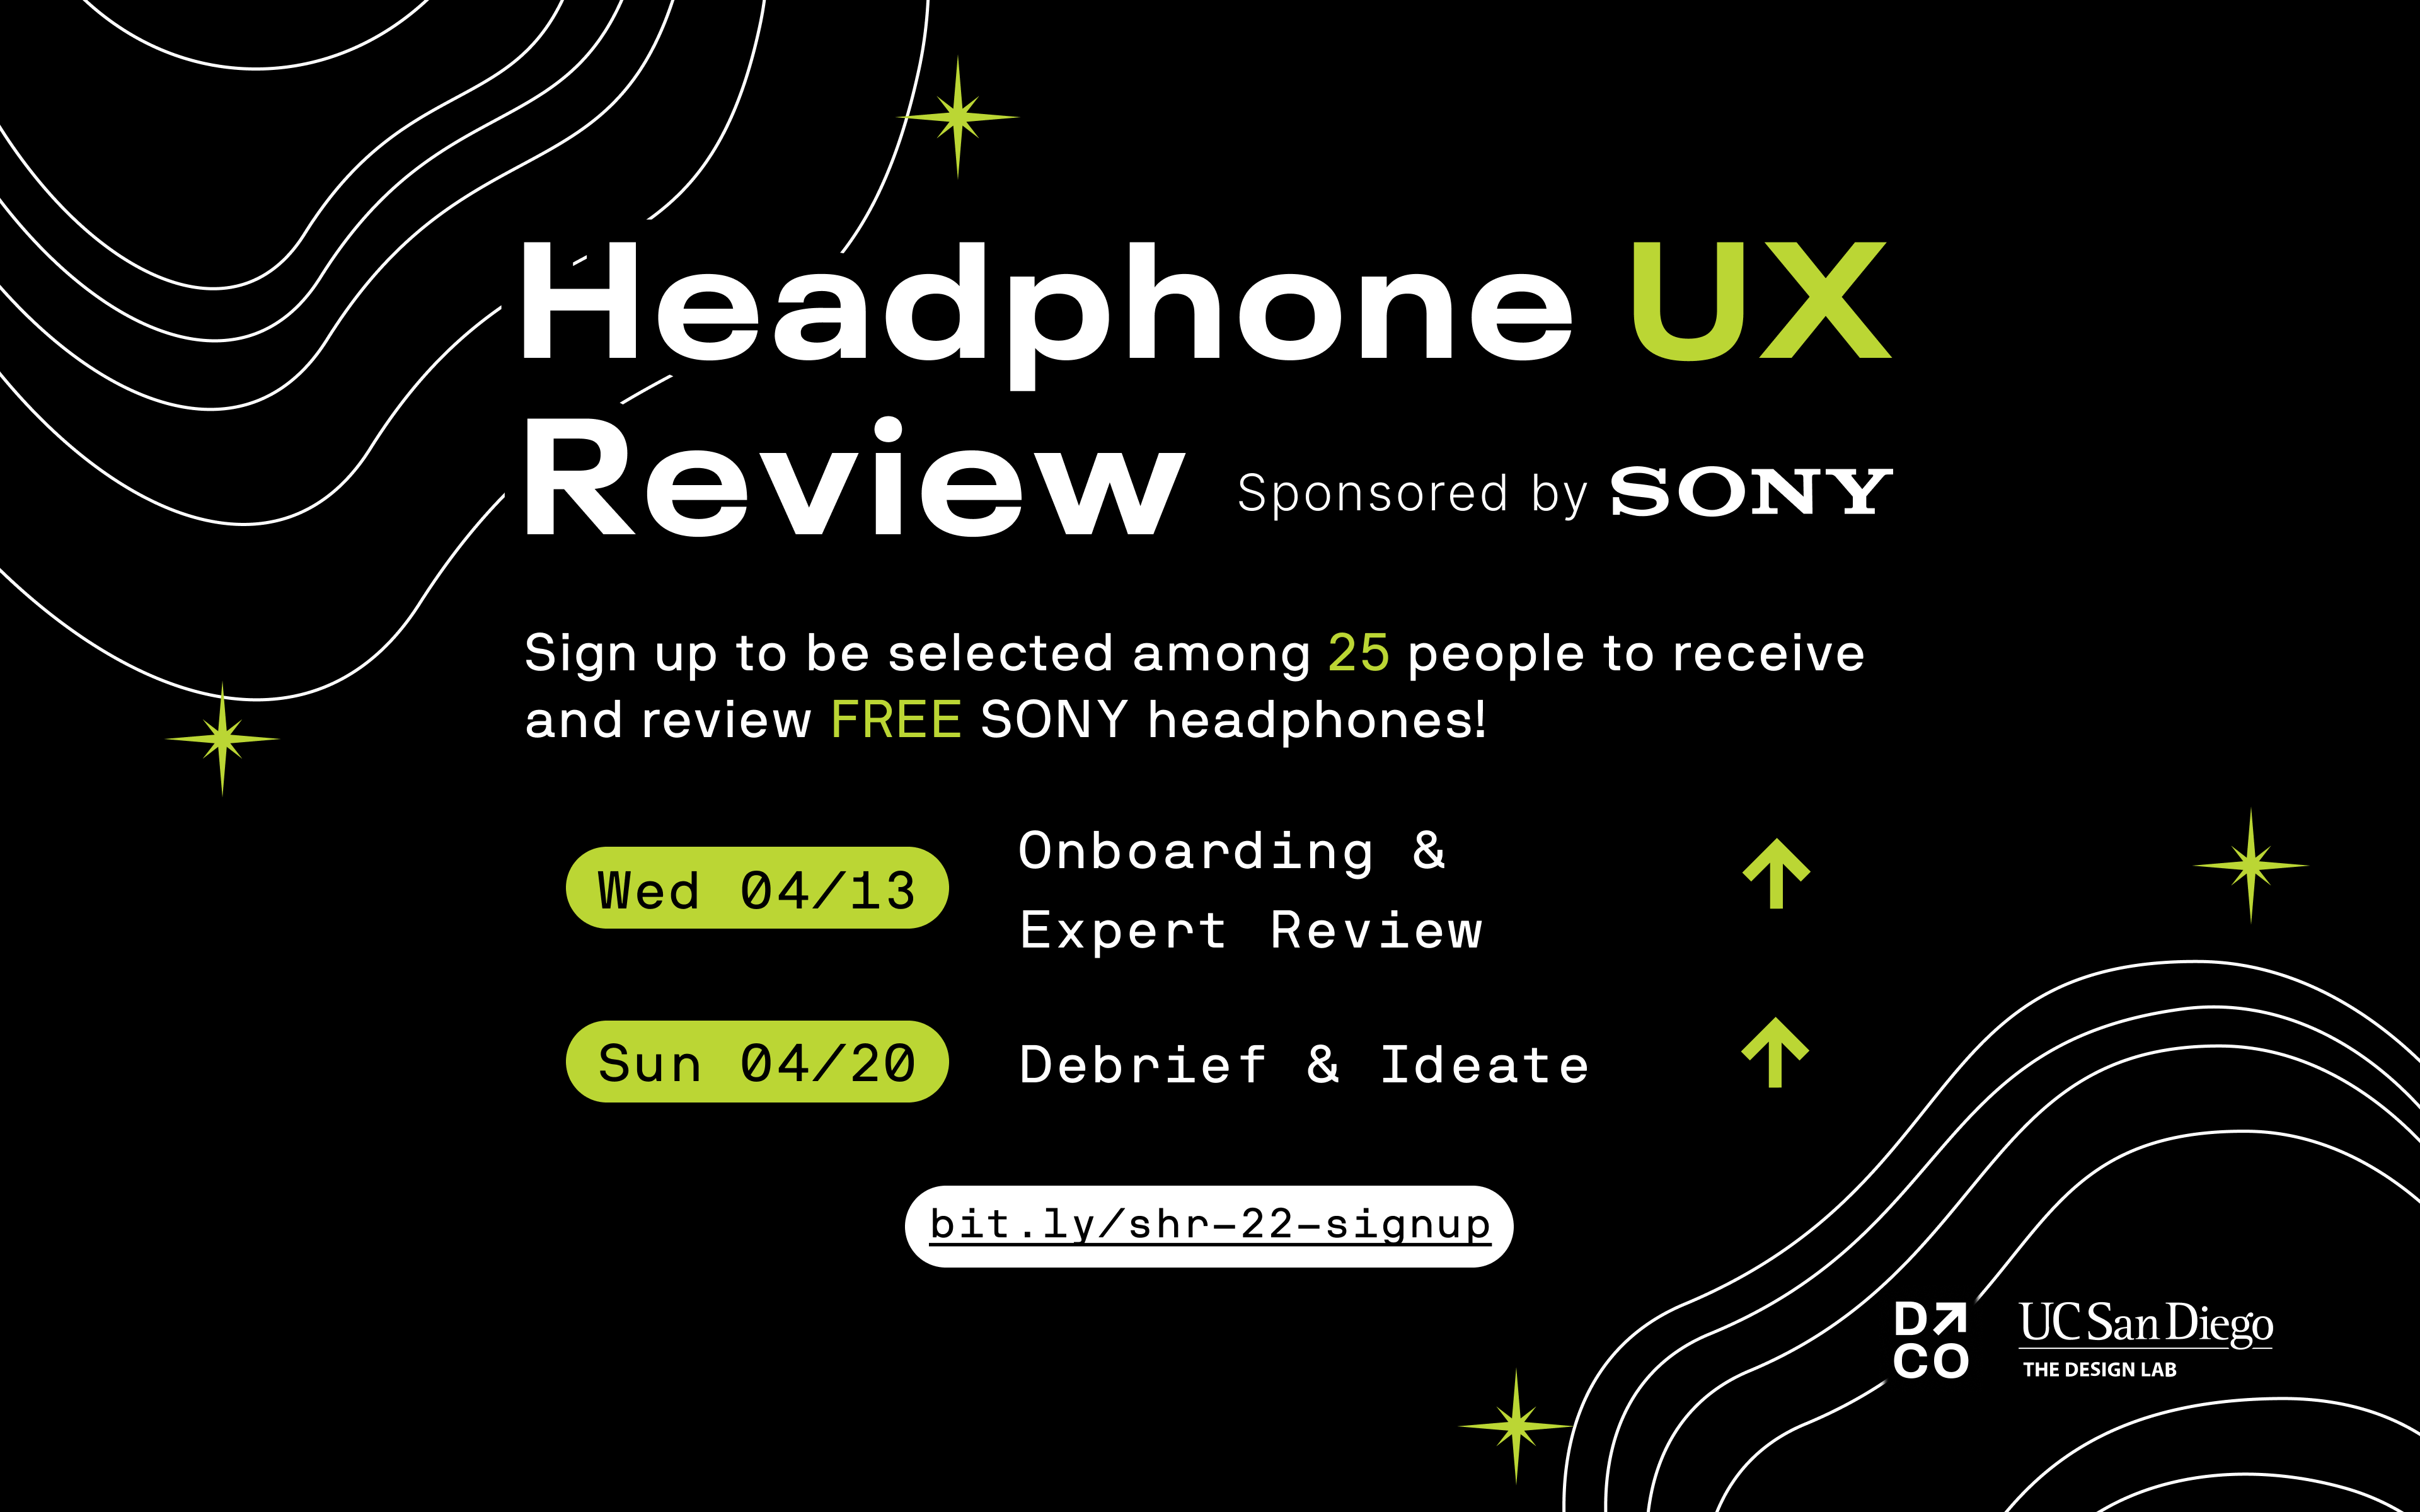 Headphone UX
Review Sponsored by SONY
Sign up to be selected among 25 people to receive
and review FREE SONY headphones!
Wed 04/13
Onboarding &
Expert Review
Sun 04/20
Debrief & Ideate
bit.ly/shr-22-signup
D
CO
UC San Diego
THE DESIGN LAB